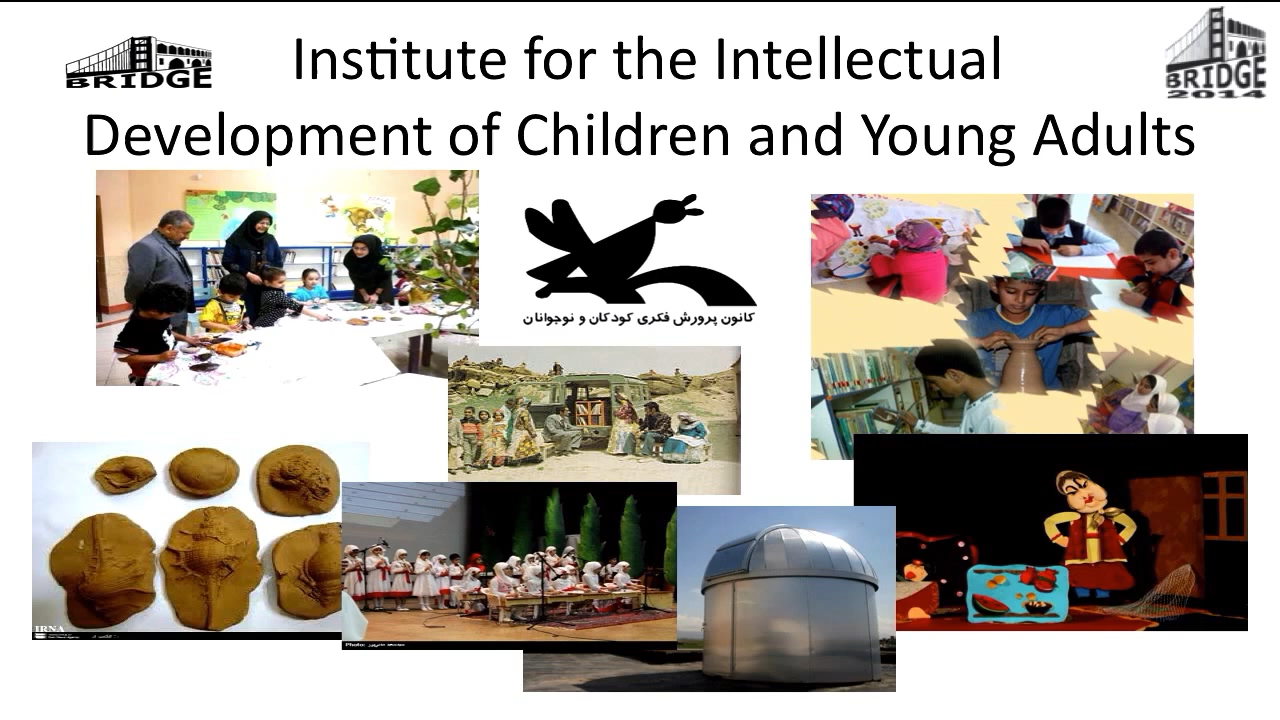 BRIDGE
Institute for the Intellectual
Development of Children and Young Adults
BRIDGE
2014
کانون پرورش فکری کودکان و نوجوانان
IRNA
Photo: